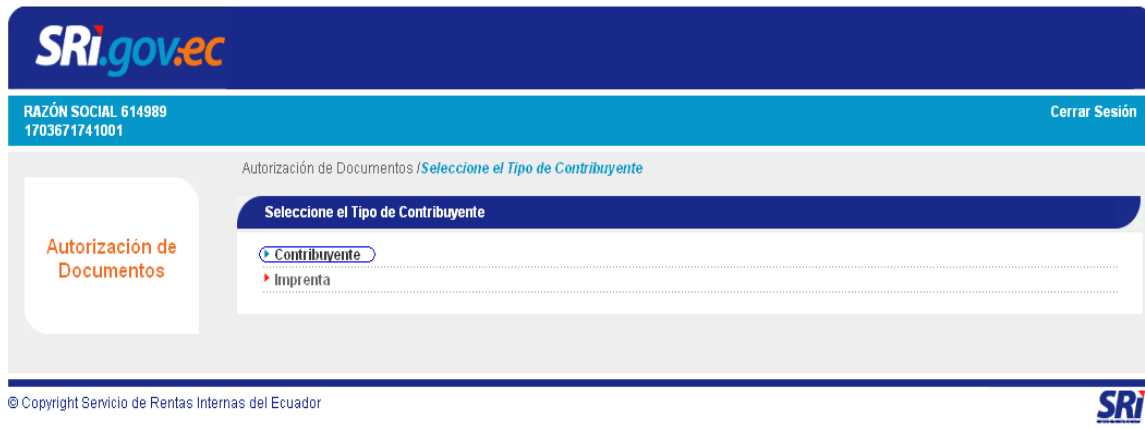 SRi.gov.ec
RAZÓN SOCIAL 614989
Cerrar Sesión
1703671741001
Autorización de Documentos /Seleccione el Tipo de Contribuyente
Seleccione el Tipo de Contribuyente
Autorización de
Documentos
Contribuyente
Imprenta
© Copyright Servicio de Rentas Internas del Ecuador
SRi